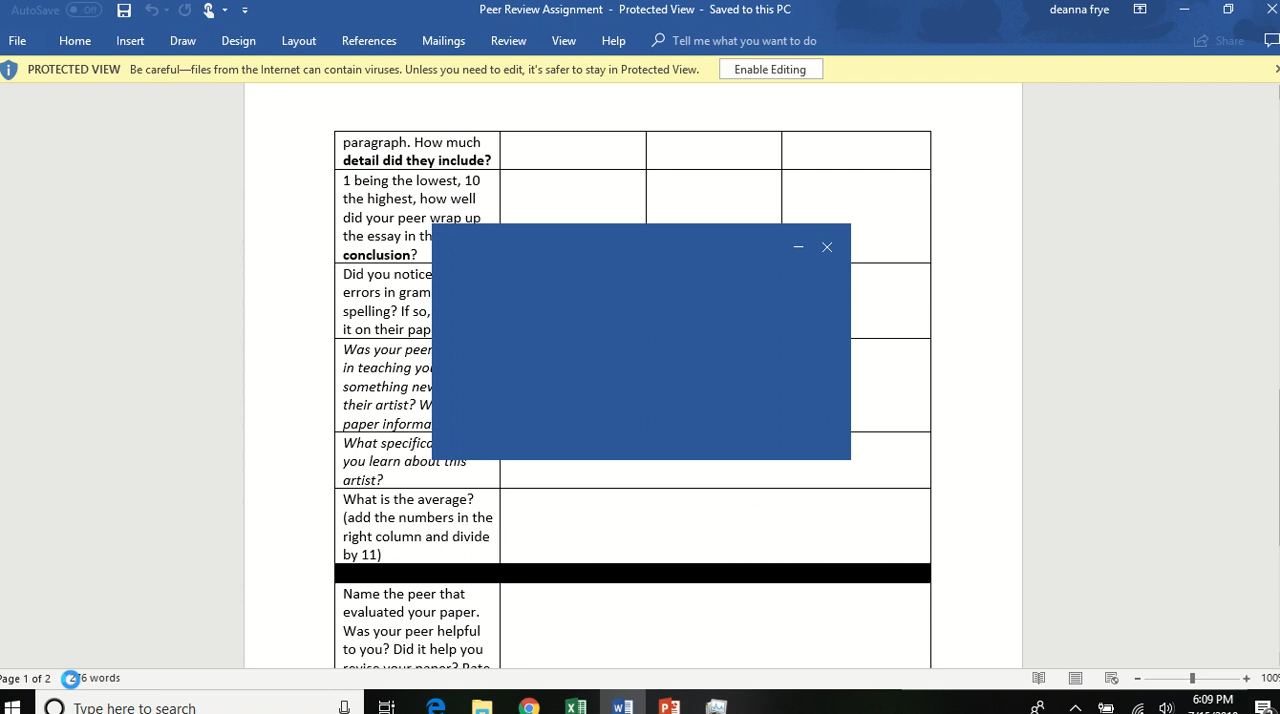 AutoSave Off
Peer Review Assignment - Protected View - Saved to this PC
deanna frye
File Home Insert Draw Design Layout References Mailings Review View Help Tell me what you want to do Share
PROTECTED VIEW Be careful—files from the Internet can contain viruses. Unless you need to edit, it's safer to stay in Protected View. Enable Editing
paragraph. How much
detail did they include?
1 being the lowest, 10
the highest, how well
did your peer wrap up
the essay in th
conclusion?
Did you notice
errors in gram
spelling? If so,
it on their pap
Was your peer
in teaching yo
something new
their artist? W
paper informa
What specifica
you learn about this
artist?
What is the average?
(add the numbers in the
right column and divide
by 11)
Name the peer that
evaluated your paper.
Was your peer helpful
to you? Did it help you
revise your paper? Rate
Page 1 of 2
words
100%
Type here to search
6:09 PM